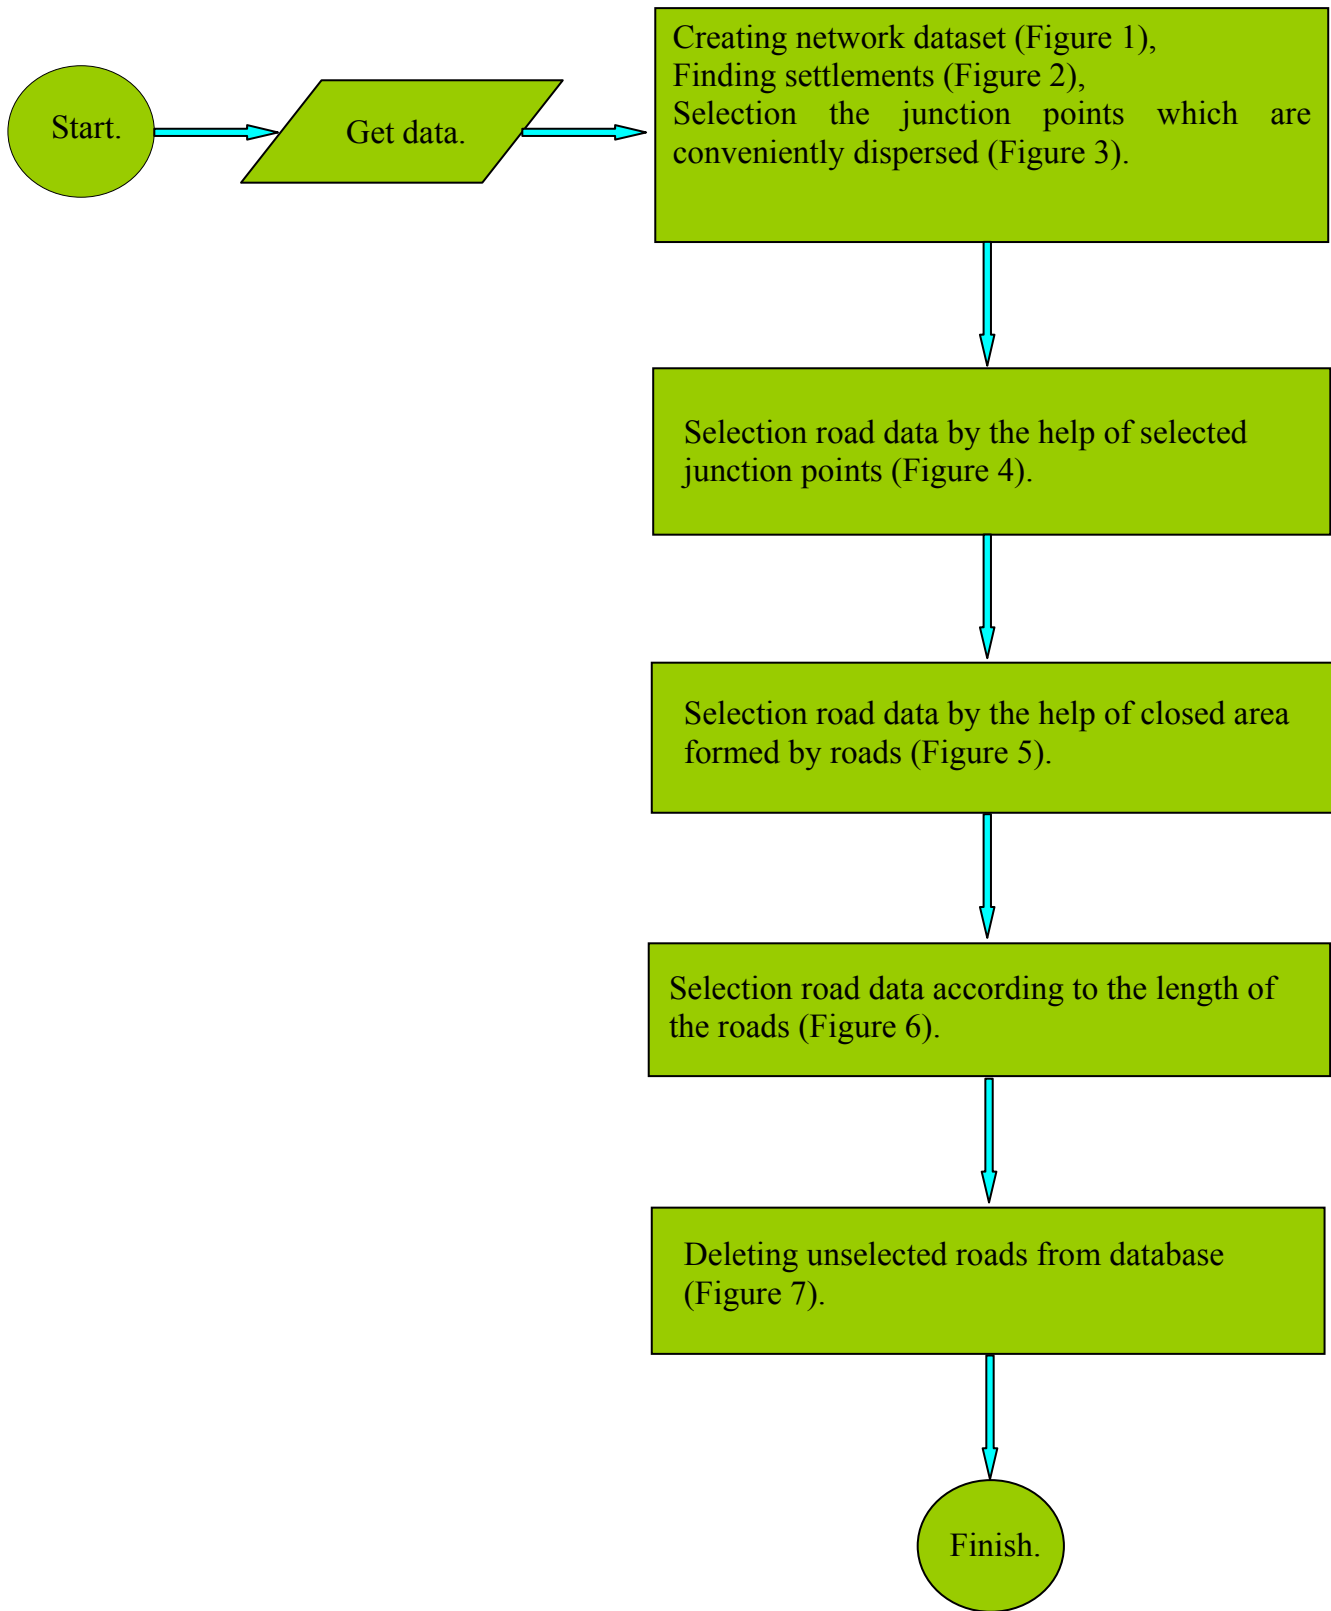 Start.
Get data.
Creating network dataset (Figure 1),
Finding settlements (Figure 2),
Selection the junction points which are
conveniently dispersed (Figure 3).
Selection road data by the help of selected
junction points (Figure 4).
Selection road data by the help of closed area
formed by roads (Figure 5).
Selection road data according to the length of
the roads (Figure 6).
Deleting unselected roads from database
(Figure 7).
Finish.